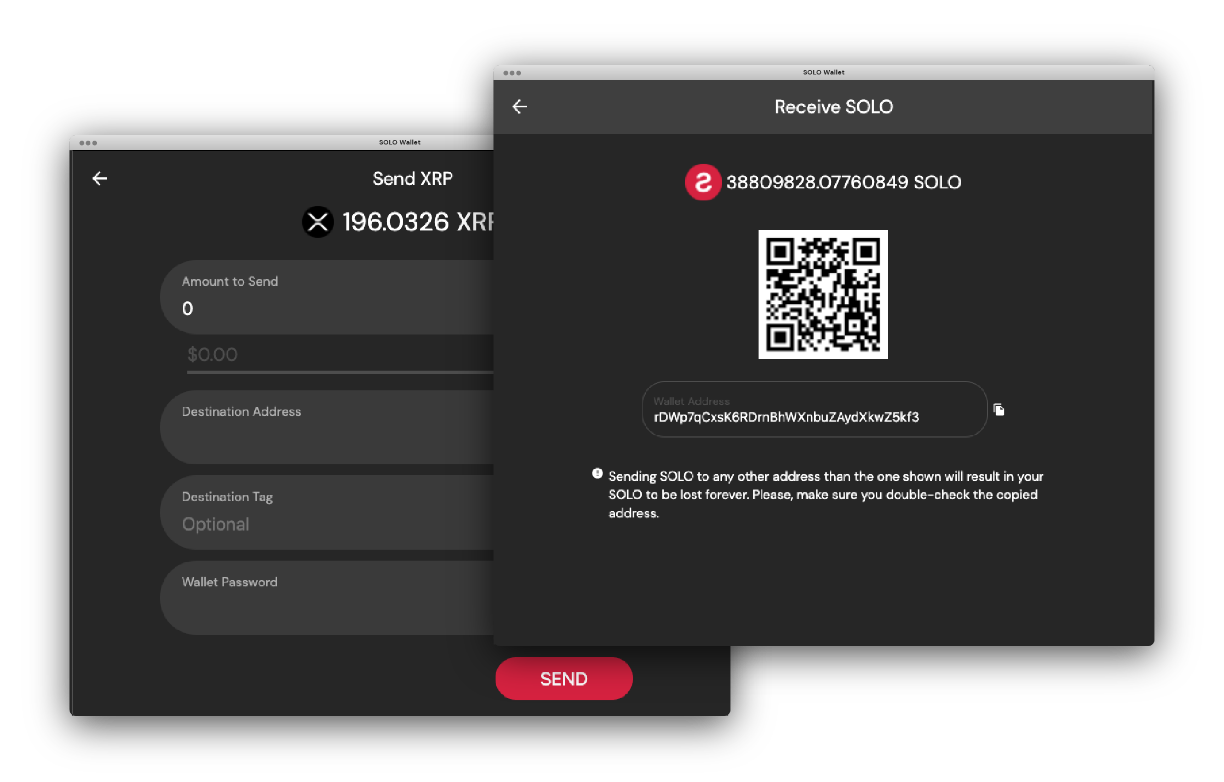 SOLO Wallet
Send XRP
196.0326 XRP
Amount to Send
0
$0.00
Destination Address
Destination Tag
Optional
Wallet Password
SEND
SOLO Wallet
Receive SOLO
38809828.07760849 SOLO
Wallet Address
rDWp7qCxsK6RDrnBhWXnbuZAydXkwZ5kf3
Sending SOLO to any other address than the one shown will result in your
SOLO to be lost forever. Please, make sure you double-check the copied
address.